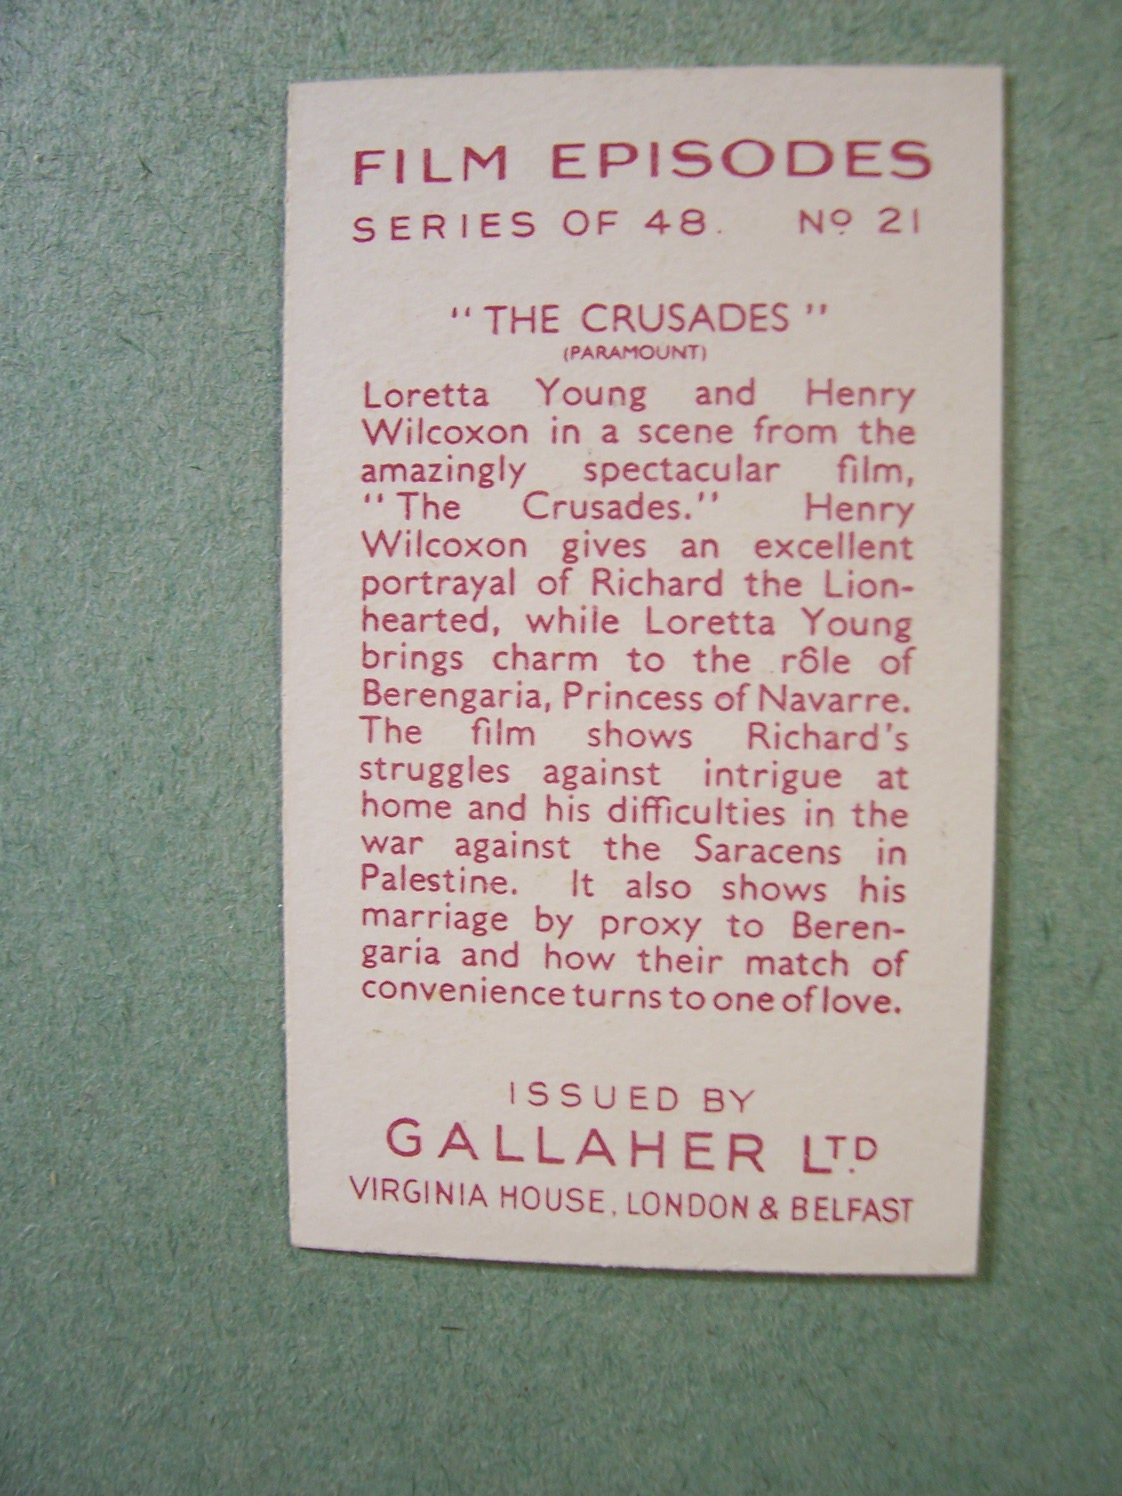 FILM EPISODES
SERIES OF 48. Nº 21
"THE CRUSADES"
(PARAMOUNT)
Loretta Young and Henry
Wilcoxon in a scene from the
amazingly spectacular film,
"The Crusades." Henry
Wilcoxon gives an excellent
portrayal of Richard the Lion-
hearted, while Loretta Young
brings charm to the rôle of
Berengaria, Princess of Navarre.
The film shows Richard's
struggles against intrigue at
home and his difficulties in the
war against the Saracens in
Palestine. It also shows his
marriage by proxy to Beren-
garia and how their match of
convenience turns to one of love.
ISSUED BY
GALLAHER LTD.
VIRGINIA HOUSE, LONDON & BELFAST